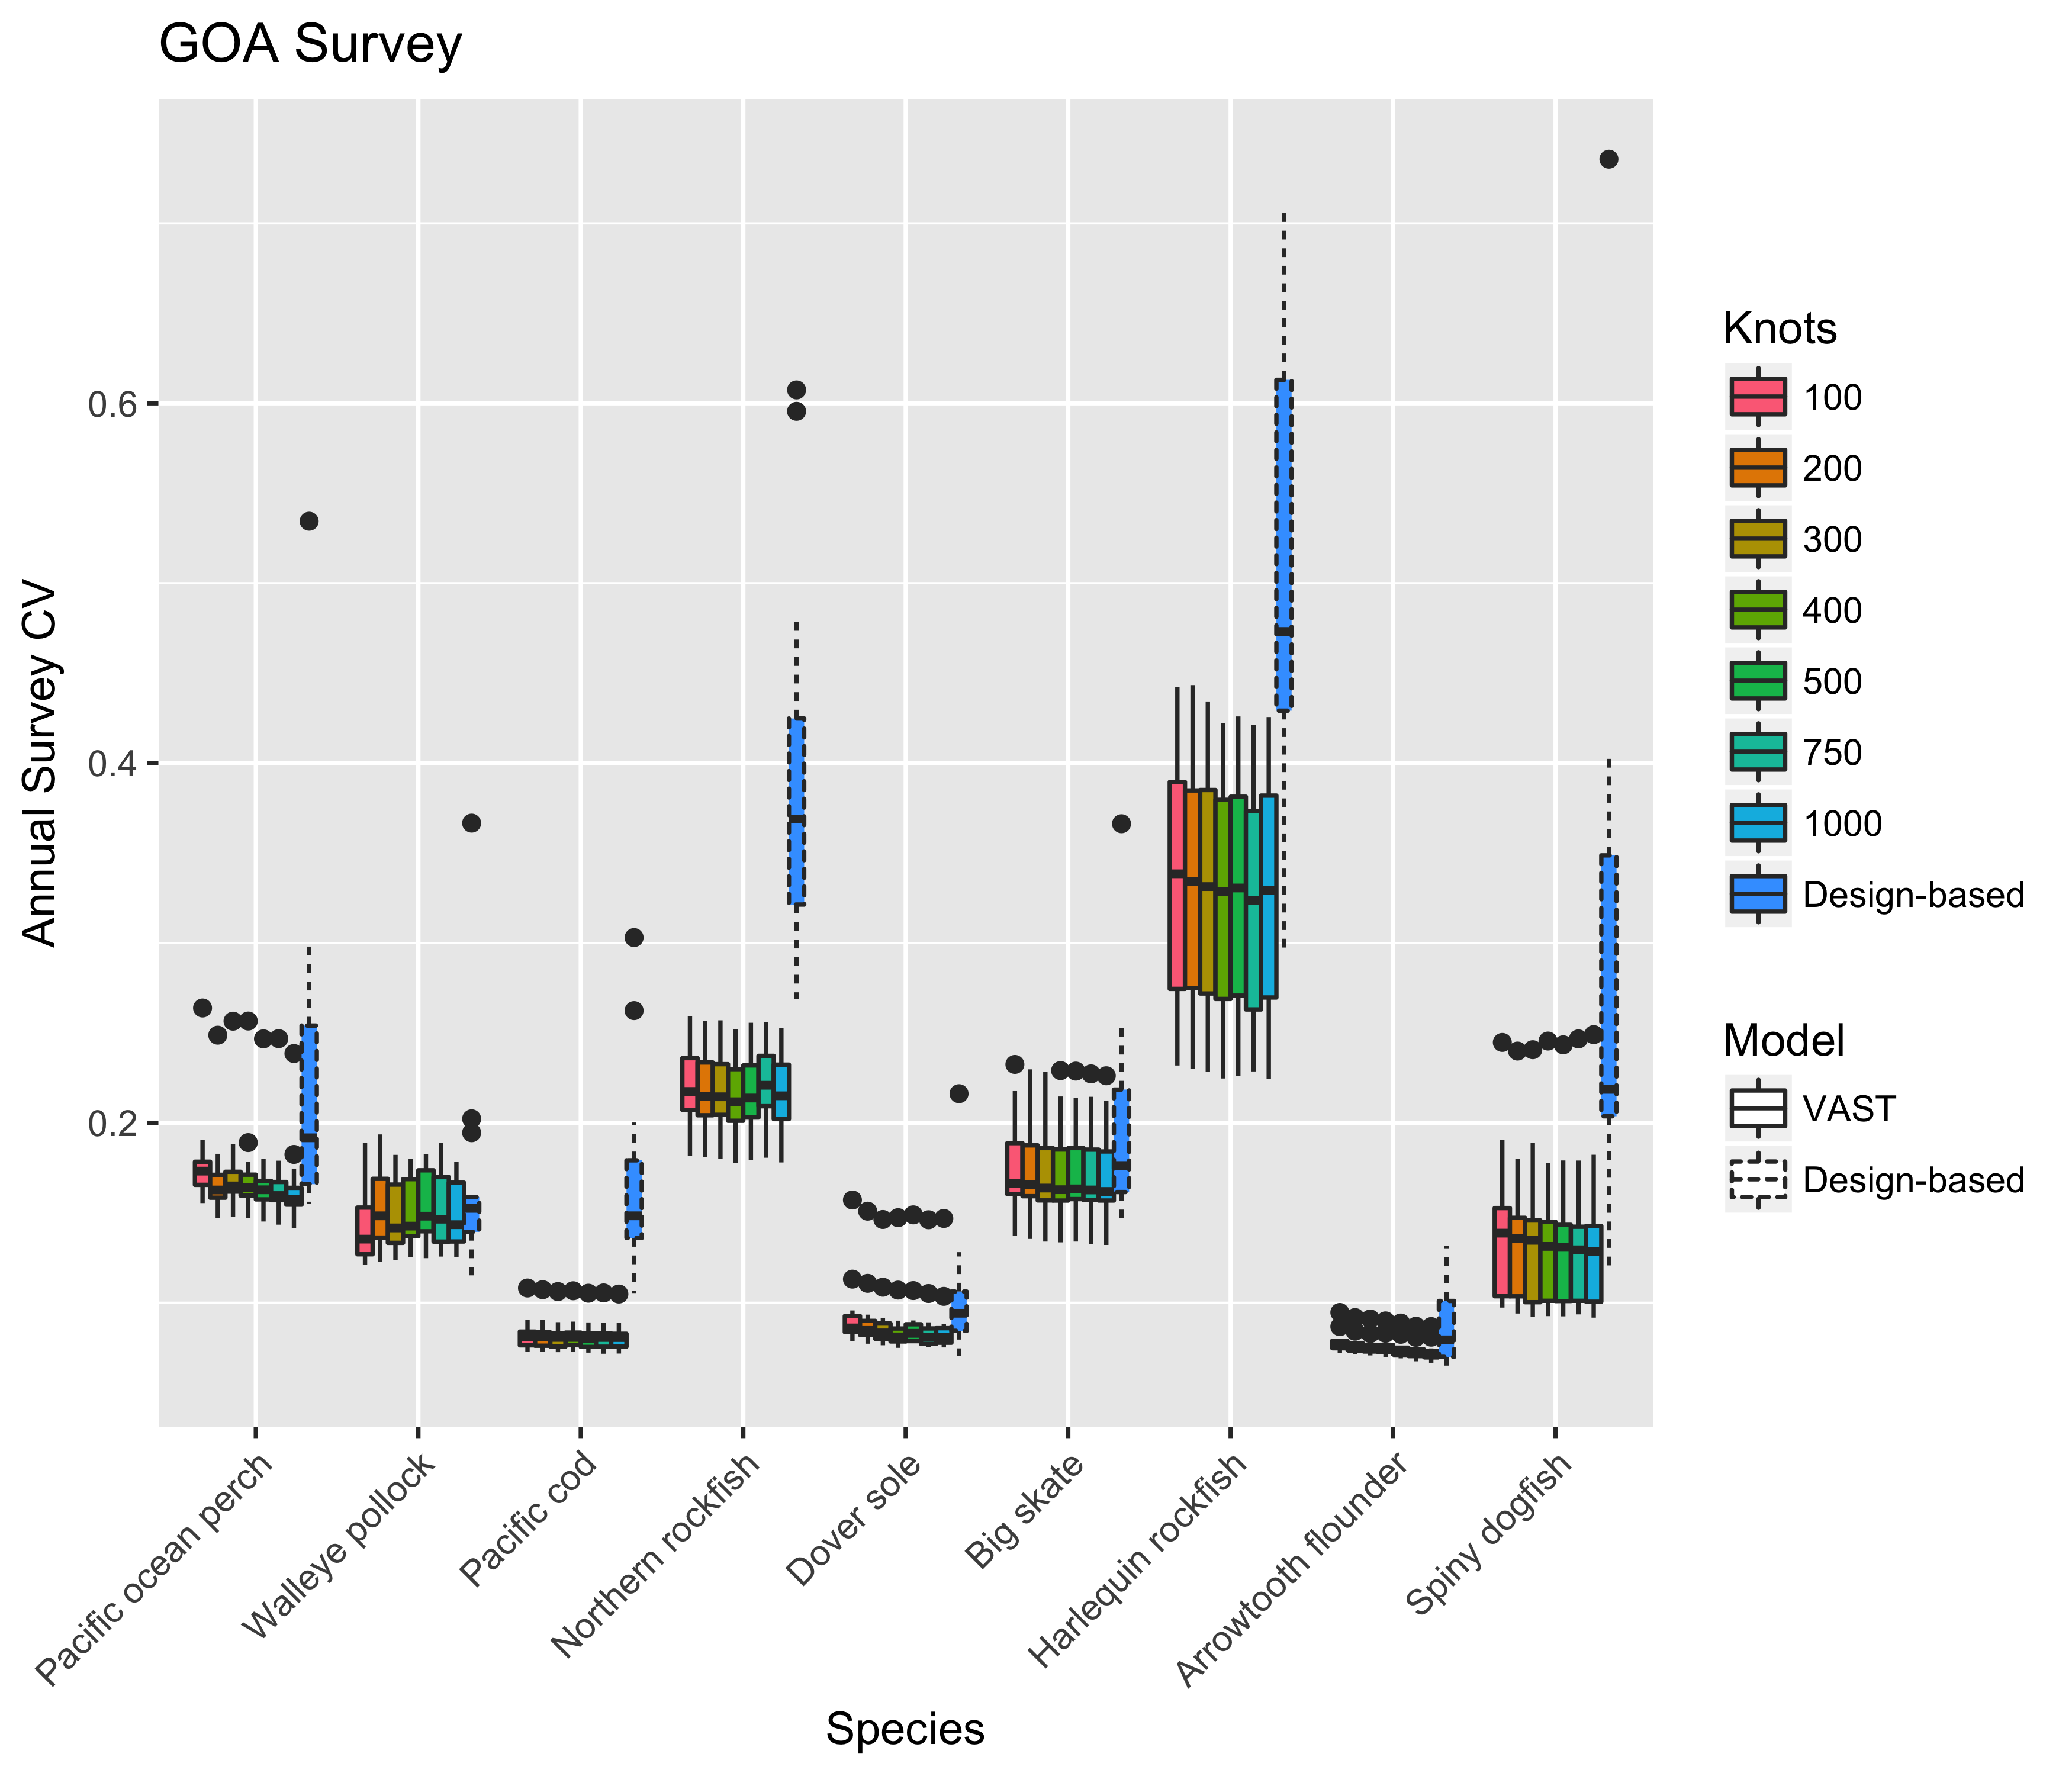 GOA Survey
Annual Survey CV
0.6
0.4
0.2
Pacific ocean perch
Walleye pollock
Pacific cod
Northern rockfish
Dover sole
Big skate
Harlequin rockfish
Arrowtooth flounder
Spiny dogfish
Species
Knots
100
200
300
400
500
750
1000
Design-based
Model
VAST
Design-based